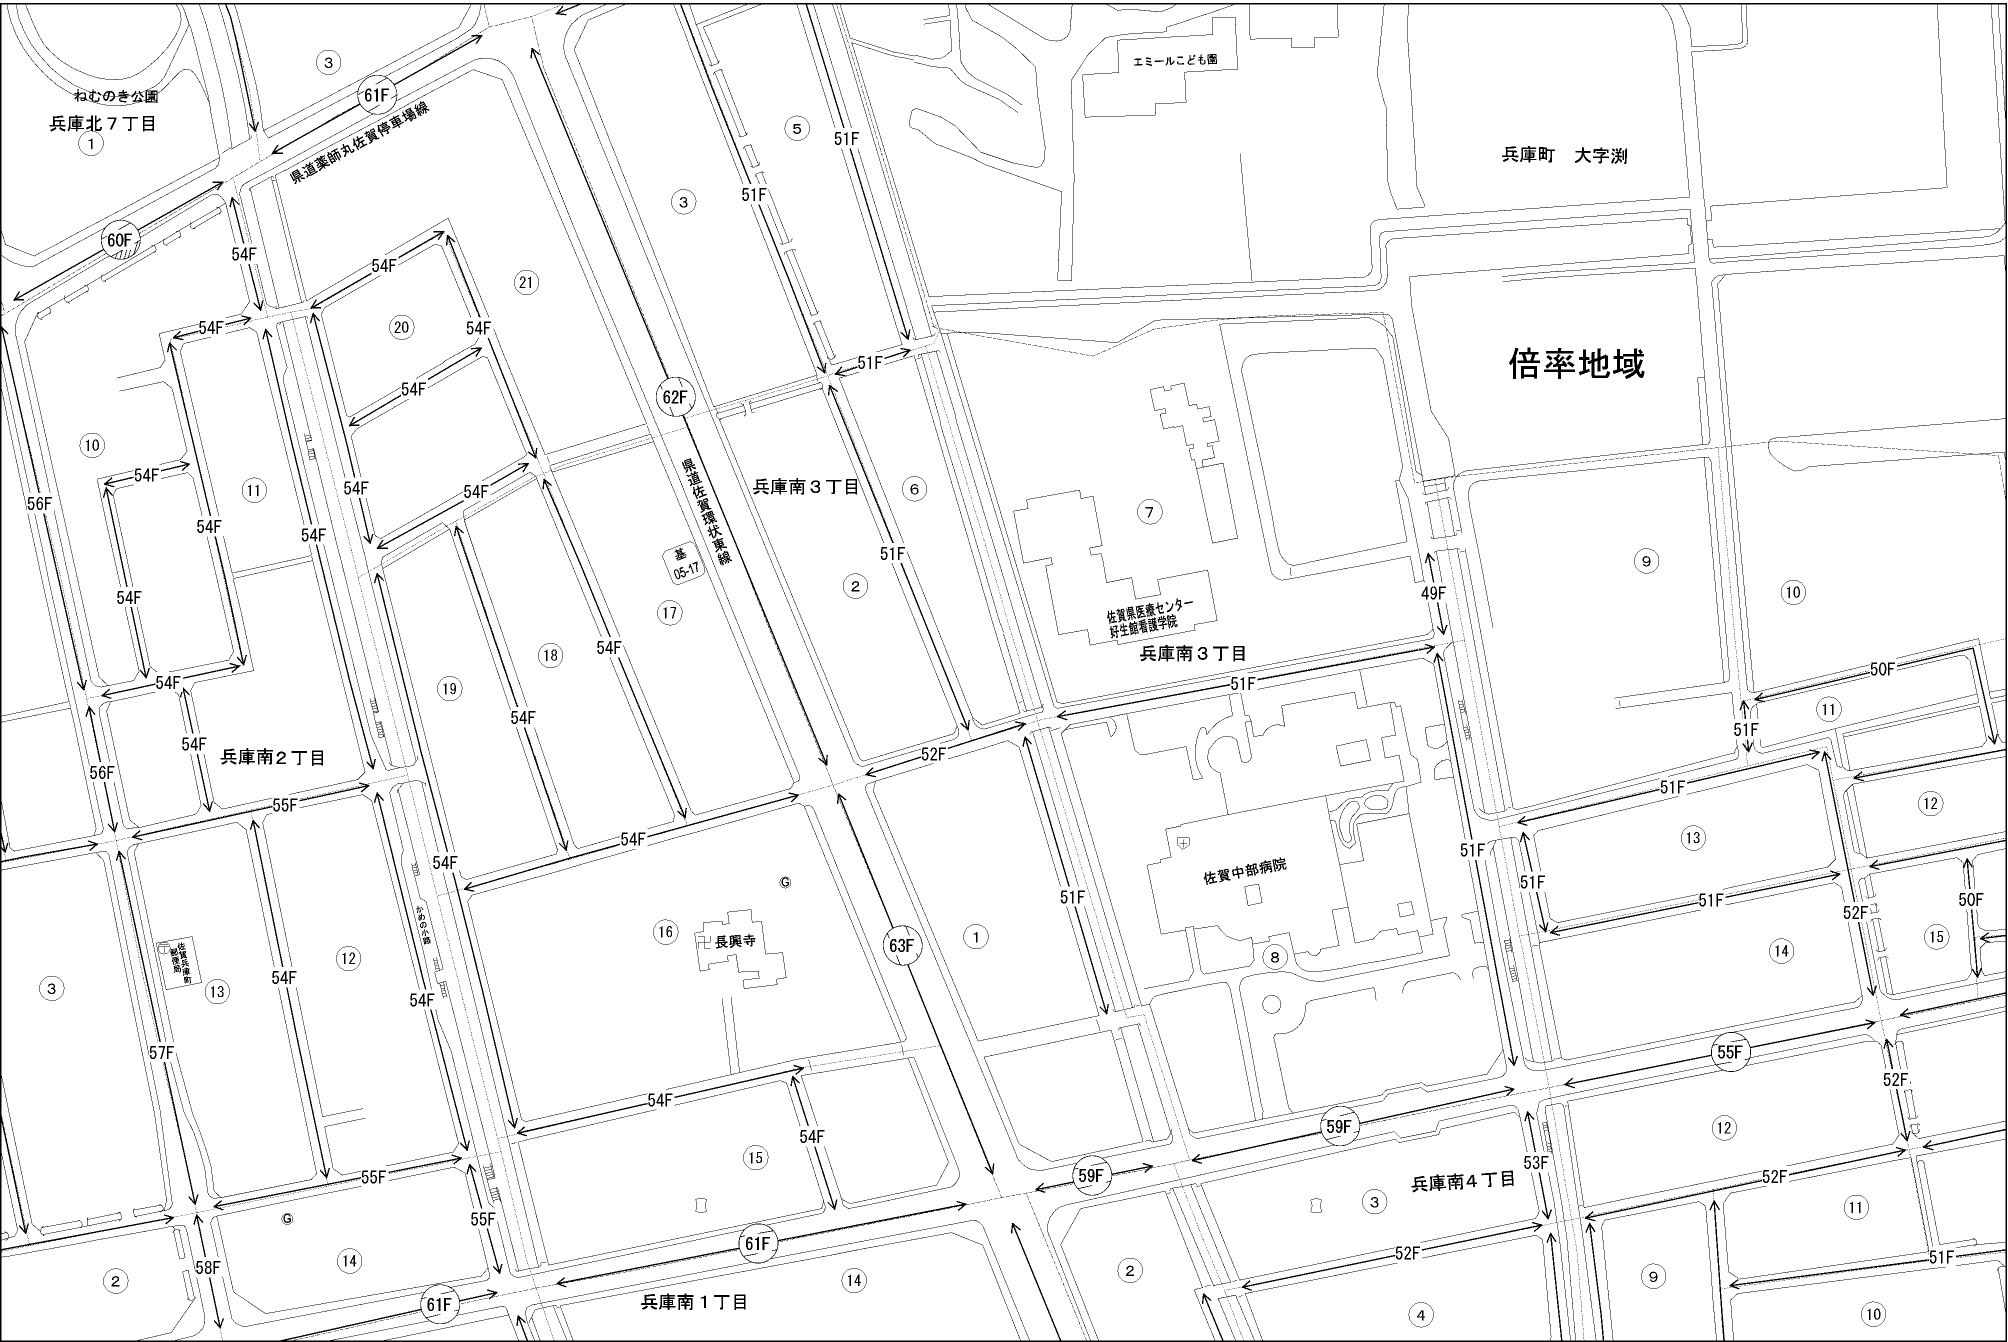 ③
61F
⑤
51F
エミールこども園
ねむのき公園
兵庫北７丁目
①
県道薬師丸佐賀停車場線
兵庫町　大字渕
51F
③
60F
54F
54F
㉑
54F
⑳
54F
54F
51F
倍率地域
62F
54F
⑩
54F
⑪
56F
54F
54F
54F
54F
県道佐賀環状東線
兵庫南３丁目
⑥
⑦
51F
基
05-17
②
⑨
⑩
49F
54F
⑰
佐賀県医療センター
好生館看護学院
兵庫南３丁目
54F
⑱
⑲
54F
54F
51F
50F
⑪
51F
54F
兵庫南２丁目
56F
52F
51F
55F
⑫
54F
⑬
54F
51F
佐賀中部病院
51F
51F
51F
52F
50F
G
かめの小路
⑯
長興寺
63F
①
⑮
佐賀兵庫町
郵便局
⑫
⑭
54F
⑧
③
⑬
54F
57F
55F
52F
54F
59F
54F
⑫
⑮
53F
55F
59F
兵庫南４丁目
52F
③
55F
G
⑪
61F
52F
51F
58F
⑭
②
⑭
②
⑨
61F
兵庫南１丁目
④
⑩